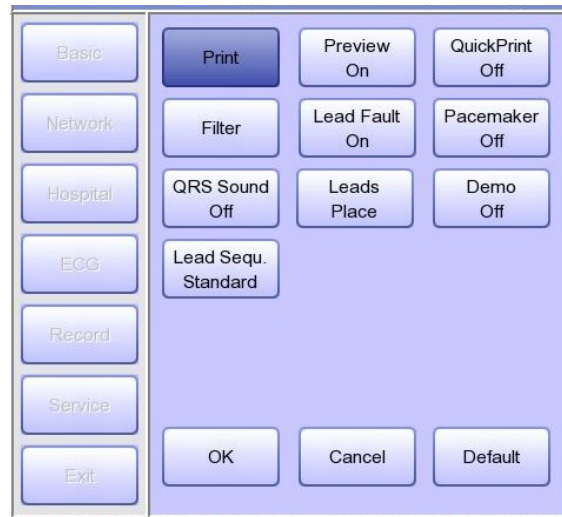 Basic
Network
Hospital
ECG
Record
Service
Exit
Print
Preview
On
QuickPrint
Off
Filter
Lead Fault
On
Pacemaker
Off
QRS Sound
Off
Leads
Place
Demo
Off
Lead Sequ.
Standard
OK
Cancel
Default